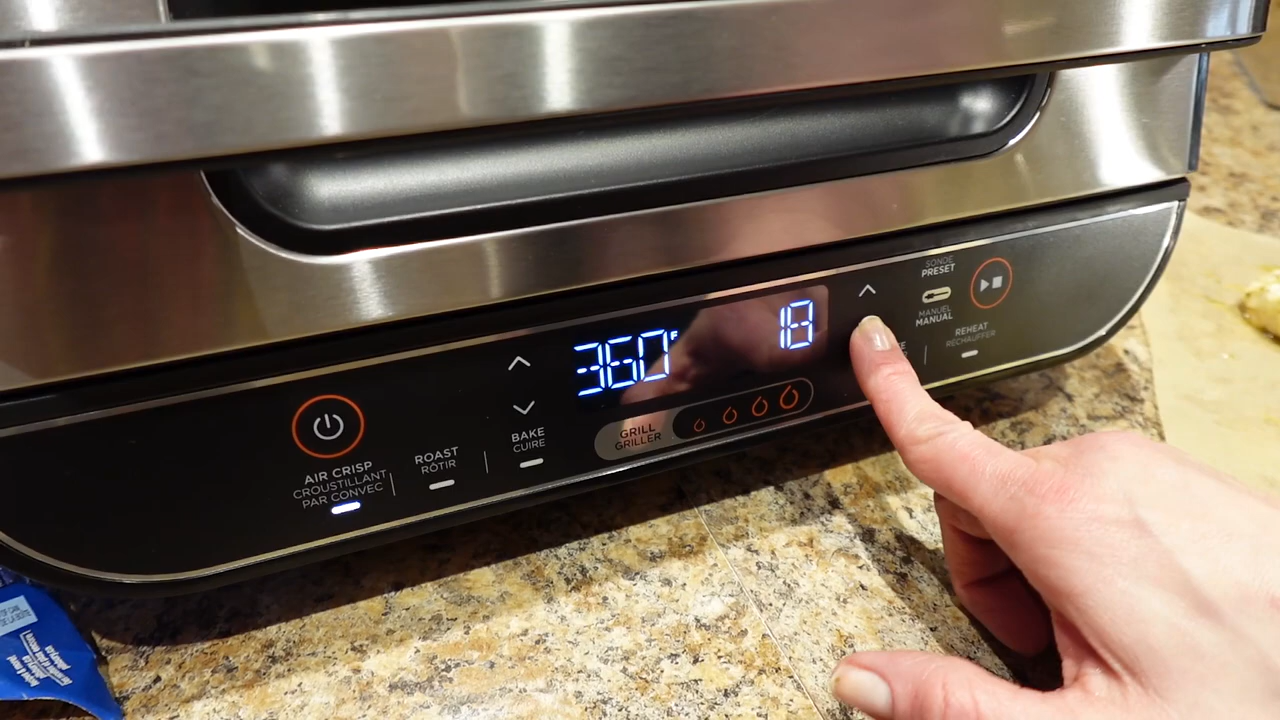 360°F
18
SONDE
PRESET
MANUEL
MANUAL
REHEAT
RÉCHAUFFER
AIR CRISP
CROUSTILLANT
PAR CONVEC
ROAST
RÔTIR
BAKE
CUIRE
GRILL
GRILLER